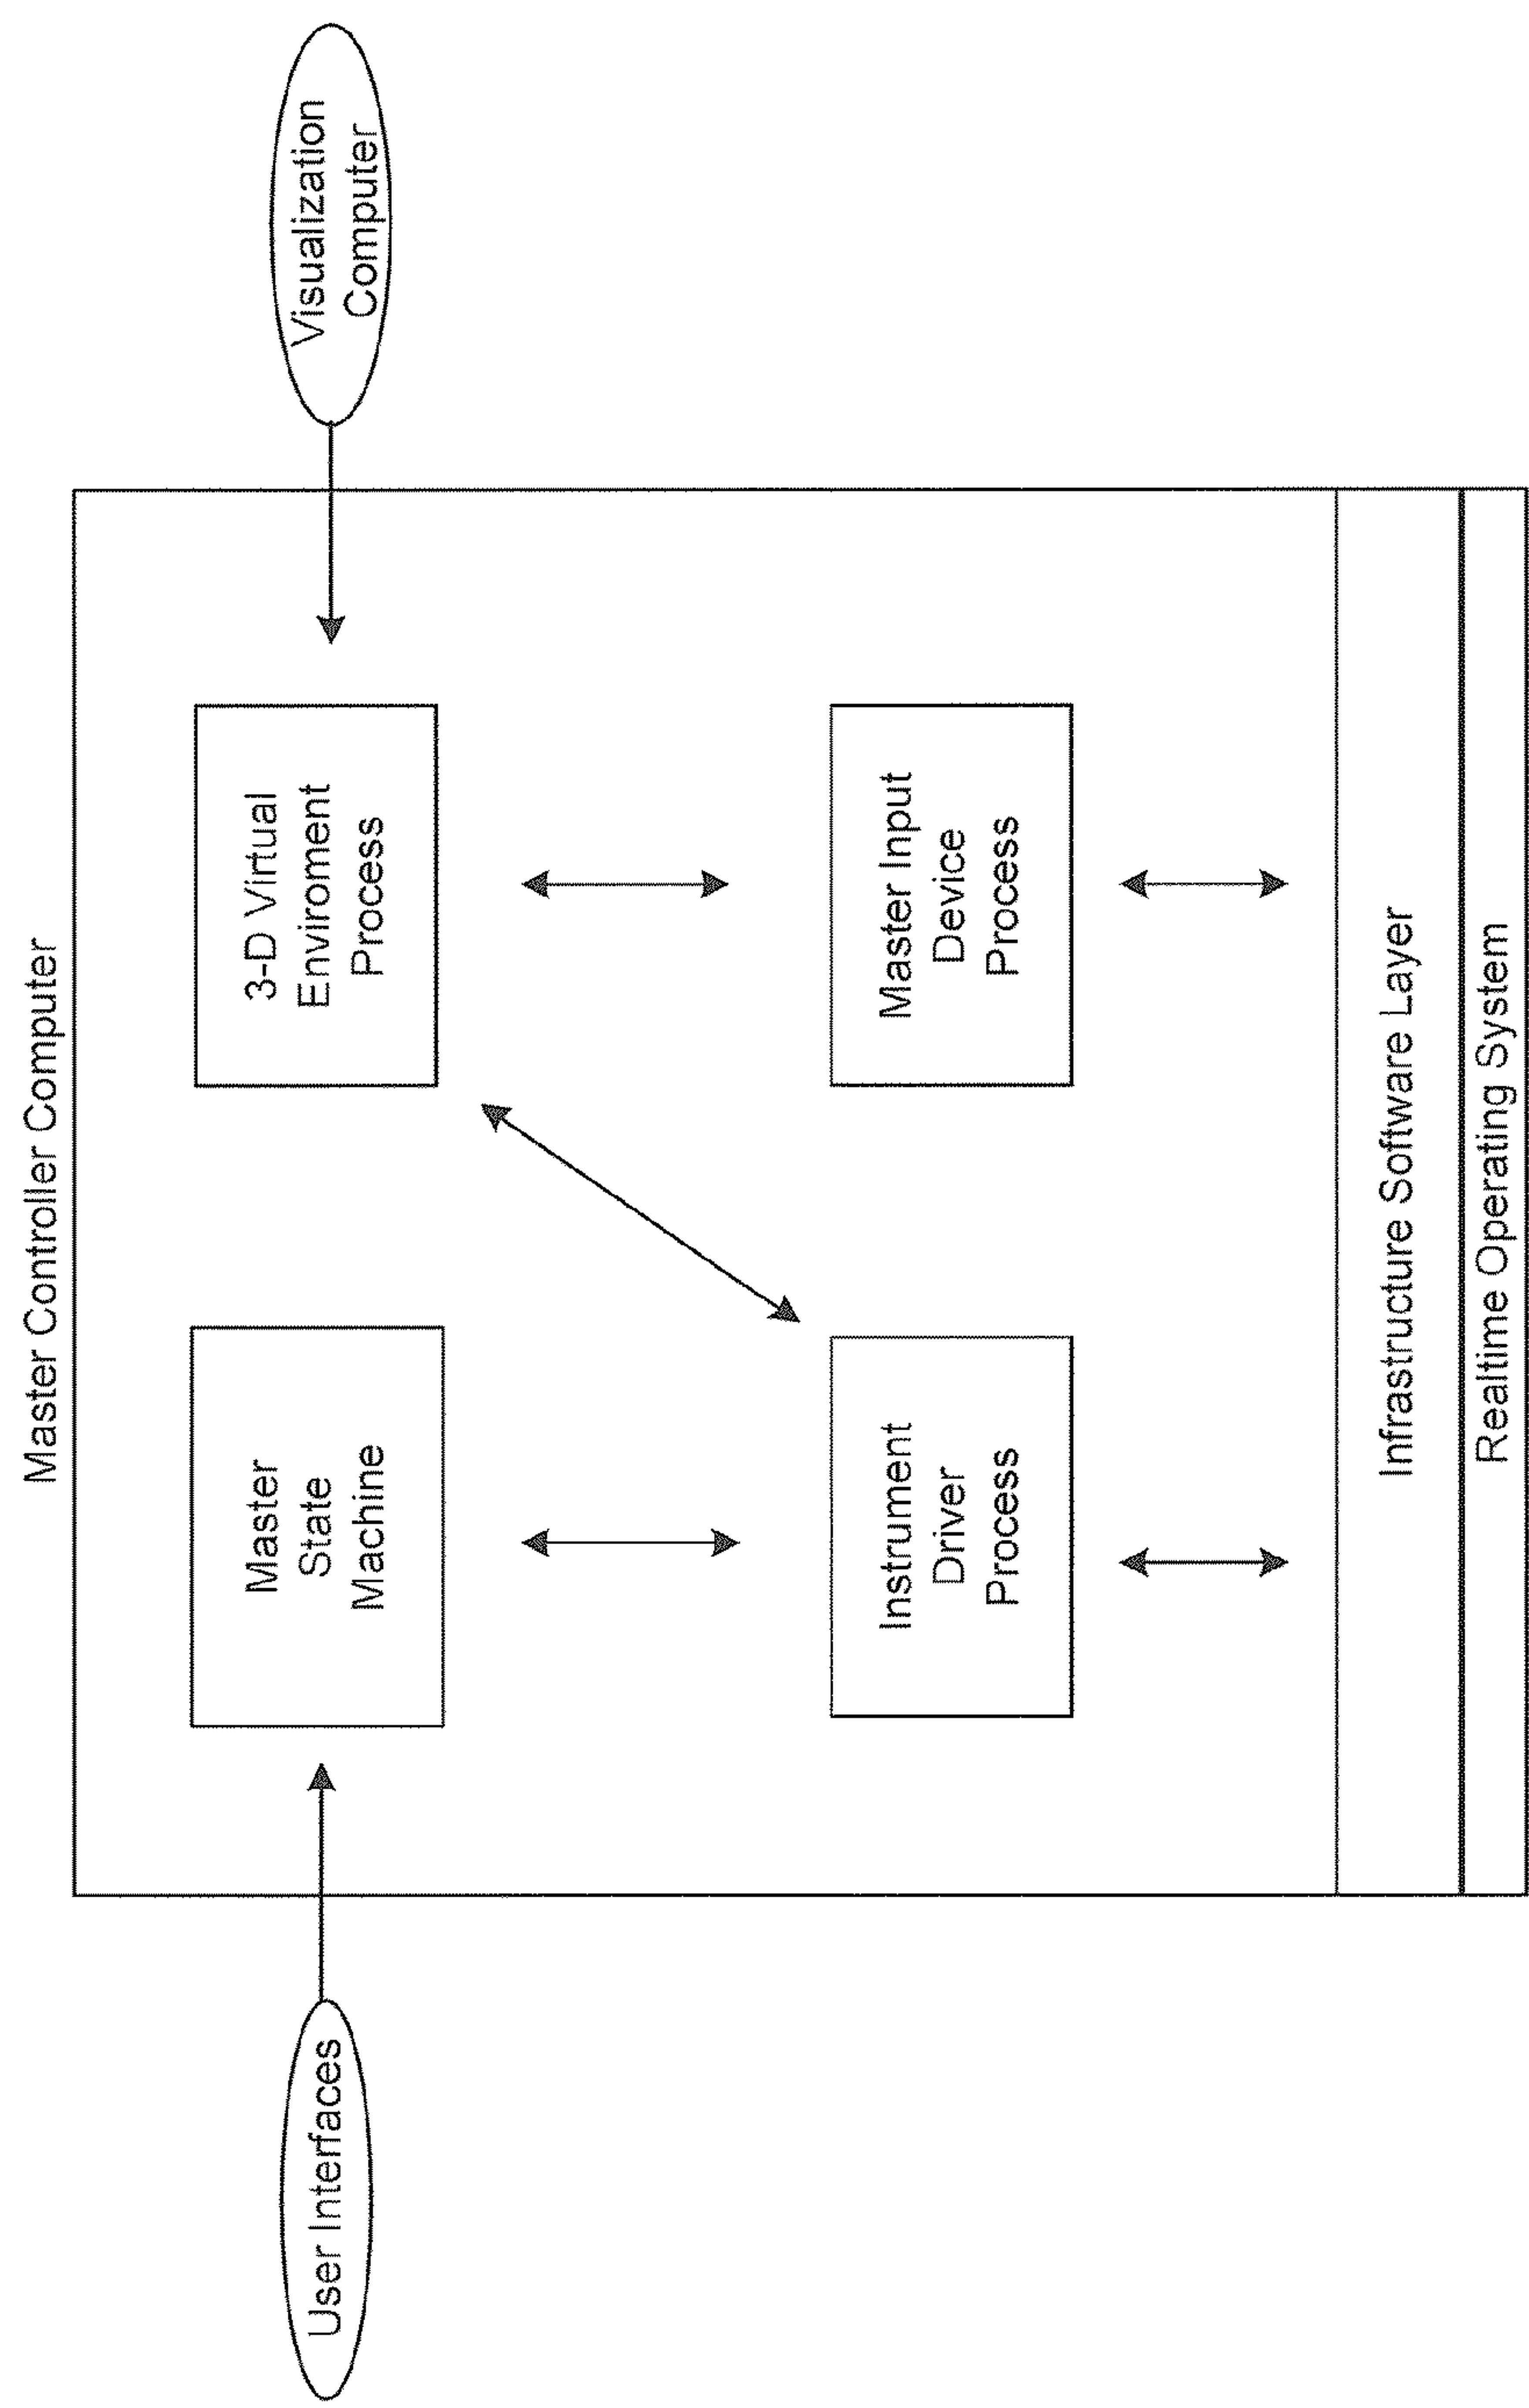 Master Controller Computer
User Interfaces
Master
State
Machine
3-D Virtual
Enviroment
Process
Visualization
Computer
Instrument
Driver
Process
Master Input
Device
Process
Infrastructure Software Layer
Realtime Operating System